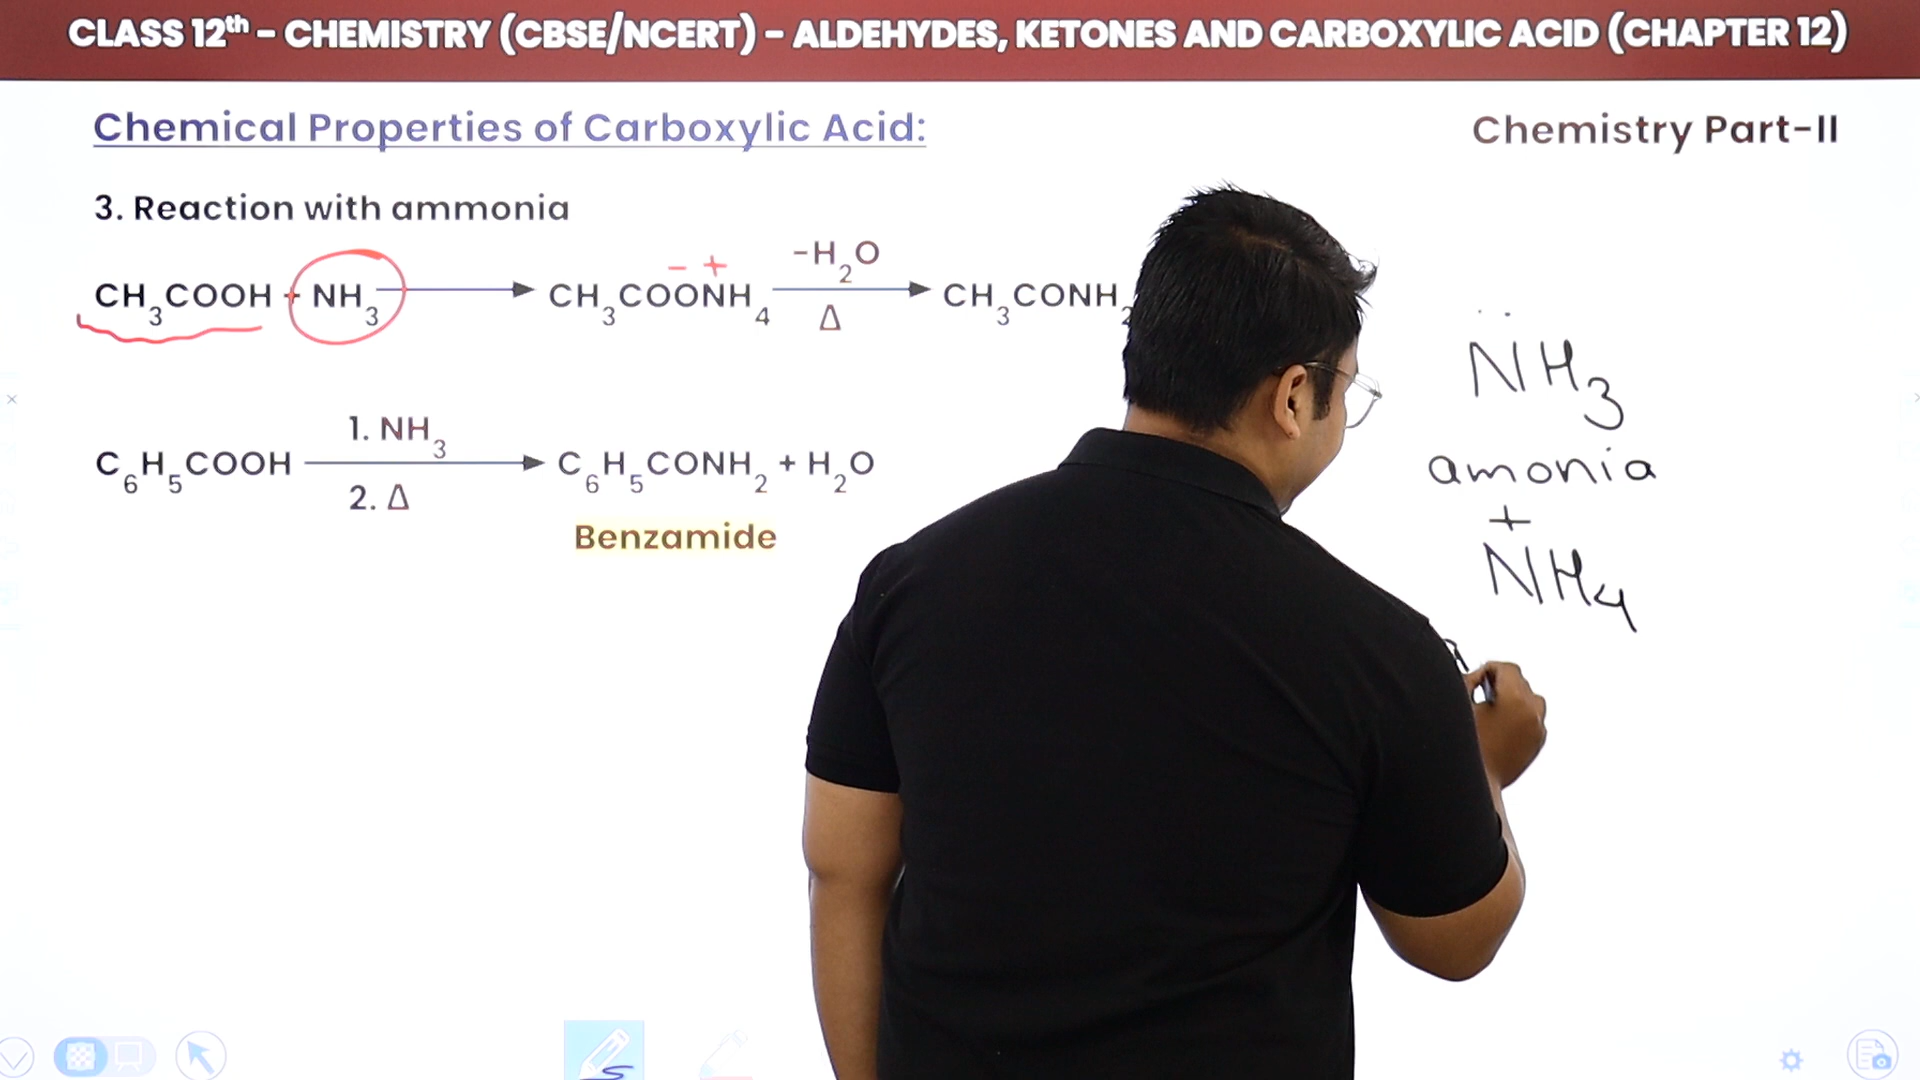 CLASS 12th - CHEMISTRY (CBSE/NCERT) - ALDEHYDES, KETONES AND CARBOXYLIC ACID (CHAPTER 12)
Chemical Properties of Carboxylic Acid:
Chemistry Part-II
3. Reaction with ammonia
CH3COOH + NH3 → CH3COONH4 → CH3CONH2
- +
-H2O
Δ
C6H5COOH → C6H5CONH2 + H2O
1. NH3
2. Δ
Benzamide
NH3
amonia
+
NH4